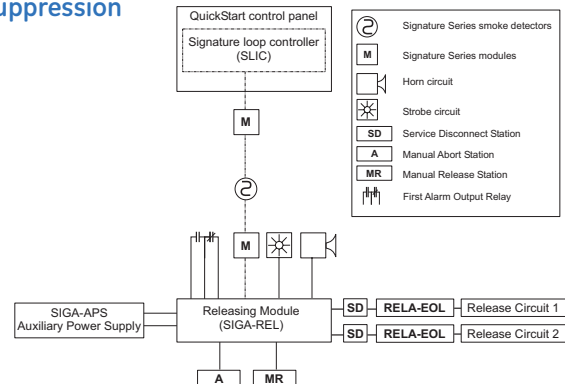 uppression
QuickStart control panel
Signature loop controller
(SLIC)
M
M
SIGA-APS
Auxiliary Power Supply
Releasing Module
(SIGA-REL)
SD
RELA-EOL
Release Circuit 1
SD
RELA-EOL
Release Circuit 2
A
MR
Signature Series smoke detectors
M
Signature Series modules
Horn circuit
Strobe circuit
SD
Service Disconnect Station
A
Manual Abort Station
MR
Manual Release Station
First Alarm Output Relay